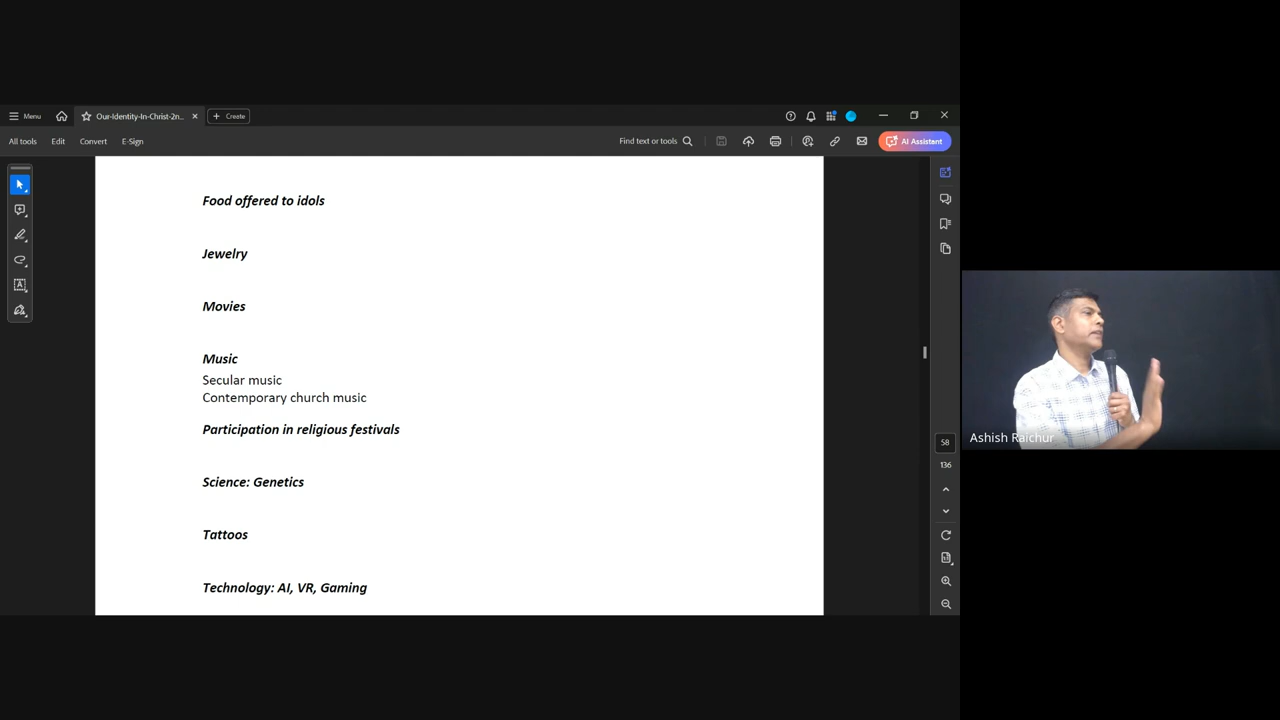 Menu
Our-Identity-In-Christ-2n...
Create
All tools
Edit
Convert
E-Sign
Find text or tools
AI Assistant
Food offered to idols
Jewelry
Movies
Music
Secular music
Contemporary church music
Participation in religious festivals
Science: Genetics
Tattoos
Technology: AI, VR, Gaming
58
136
Ashish Raichur